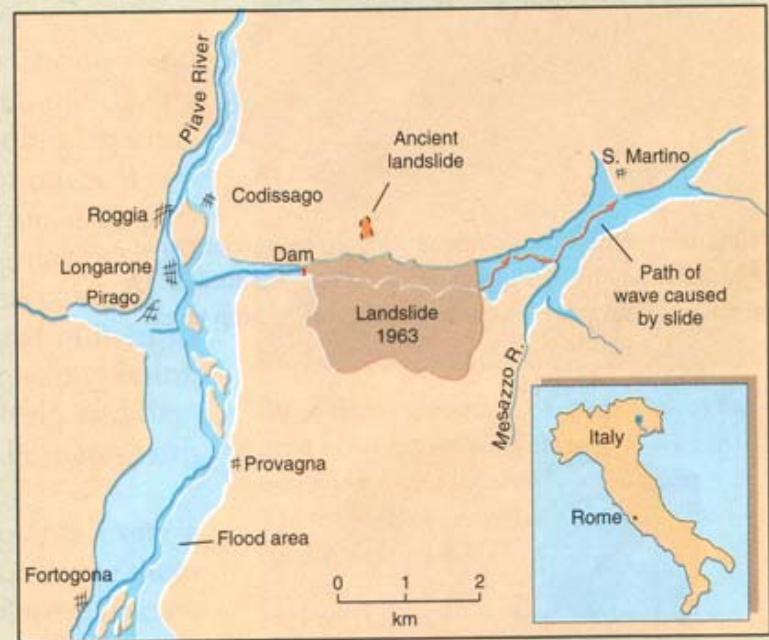 Piave River
Ancient
landslide
S. Martino
Codissago
Roggia
Dam
Longarone
Pirago
Landslide
1963
Path of
wave caused
by slide
Mesazzo R.
Italy
Provagna
Rome
Flood area
Fortogona
0 1 2
km